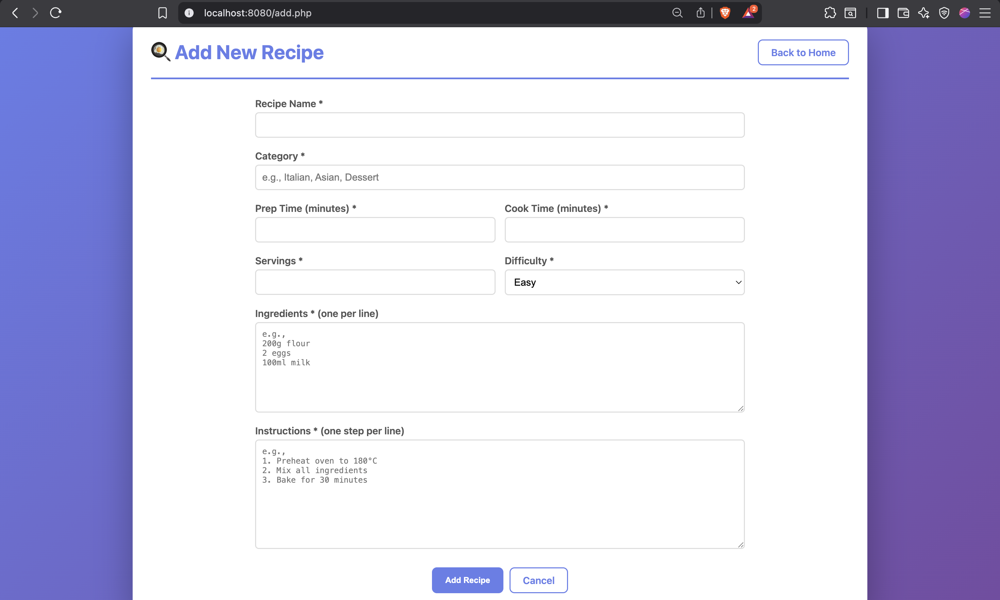 localhost:8080/add.php
2
Add New Recipe
Back to Home
Recipe Name *
Category *
e.g., Italian, Asian, Dessert
Prep Time (minutes) *
Cook Time (minutes) *
Servings *
Difficulty *
Easy
Ingredients * (one per line)
e.g.,
200g flour
2 eggs
100ml milk
Instructions * (one step per line)
e.g.,
1. Preheat oven to 180°C
2. Mix all ingredients
3. Bake for 30 minutes
Add Recipe
Cancel